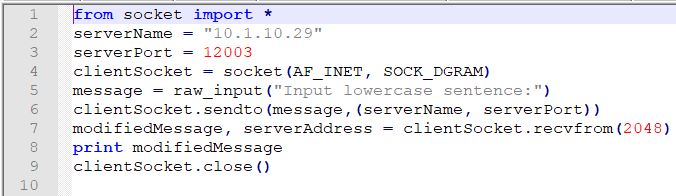 1 from socket import *
2 serverName = "10.1.10.29"
3 serverPort = 12003
4 clientSocket = socket(AF_INET, SOCK_DGRAM)
5 message = raw_input("Input lowercase sentence:")
6 clientSocket.sendto(message,(serverName, serverPort))
7 modifiedMessage, serverAddress = clientSocket.recvfrom(2048)
8 print modifiedMessage
9 clientSocket.close()
10